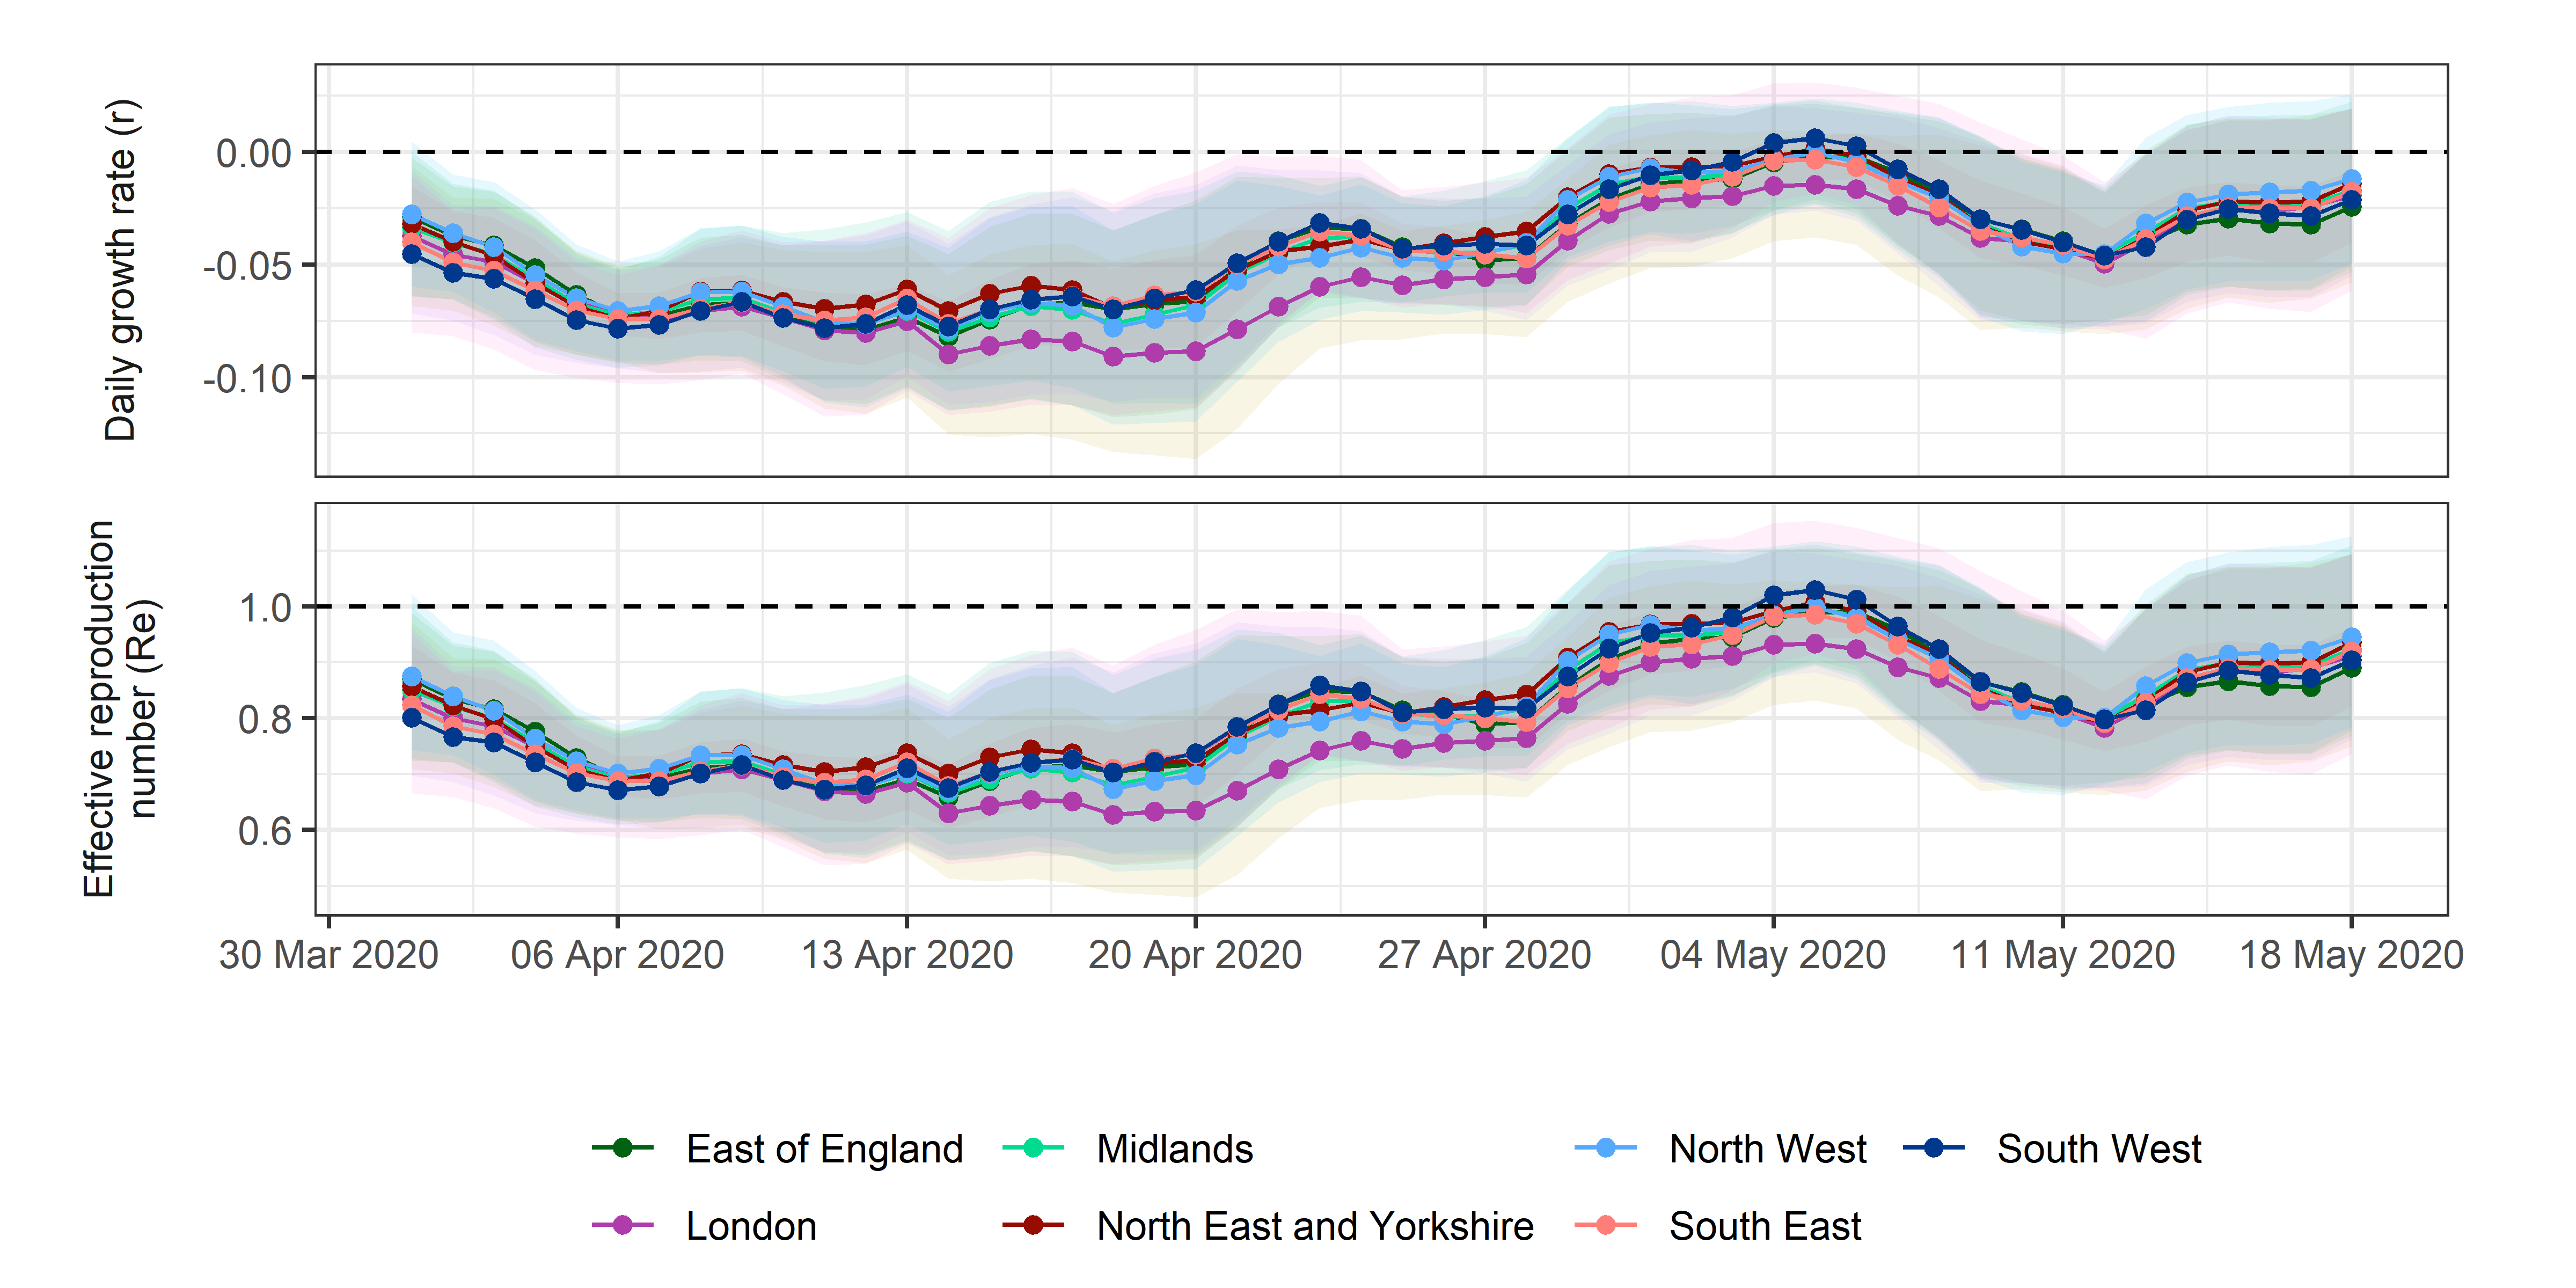 Daily growth rate (r)
0.00
-0.05
-0.10
Effective reproduction
number (Re)
1.0
0.8
0.6
30 Mar 2020 06 Apr 2020 13 Apr 2020 20 Apr 2020 27 Apr 2020 04 May 2020 11 May 2020 18 May 2020
East of England Midlands North West South West
London North East and Yorkshire South East